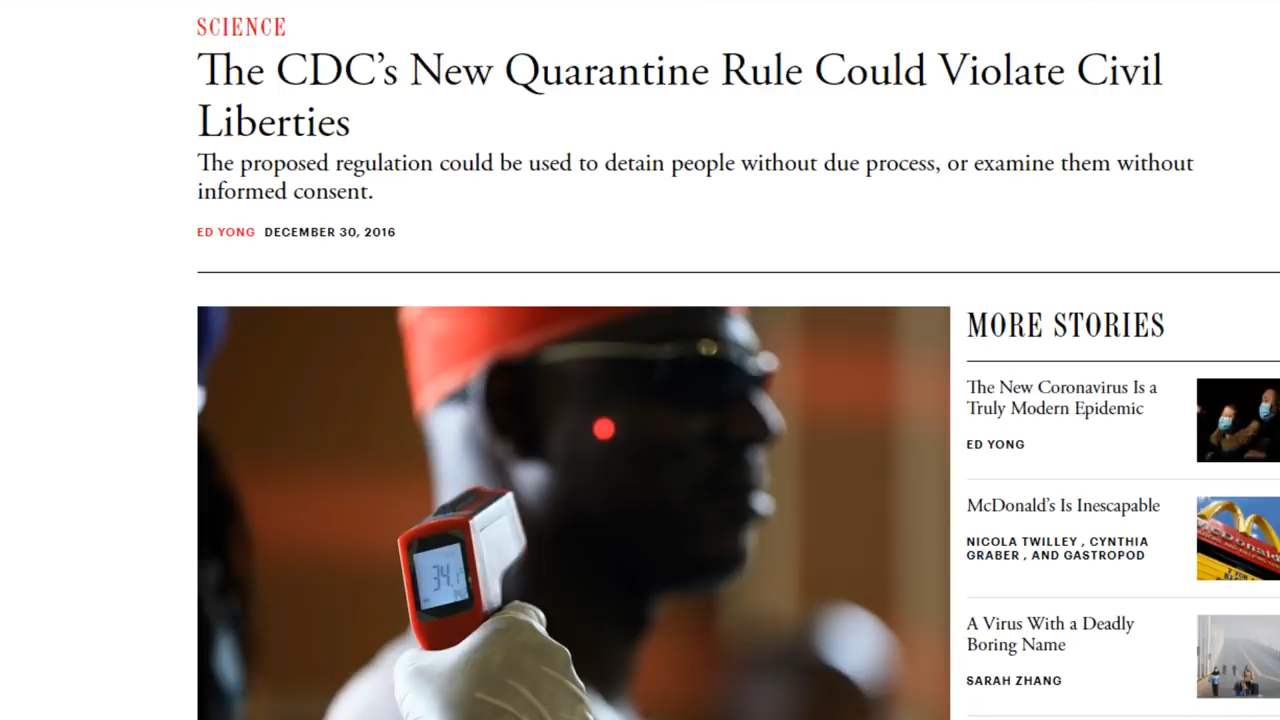 SCIENCE
The CDC's New Quarantine Rule Could Violate Civil
Liberties
The proposed regulation could be used to detain people without due process, or examine them without
informed consent.
ED YONG DECEMBER 30, 2016
MORE STORIES
The New Coronavirus Is a
Truly Modern Epidemic
ED YONG
McDonald's Is Inescapable
NICOLA TWILLEY , CYNTHIA
GRABER , AND GASTROPOD
A Virus With a Deadly
Boring Name
SARAH ZHANG
34.1
McDonald